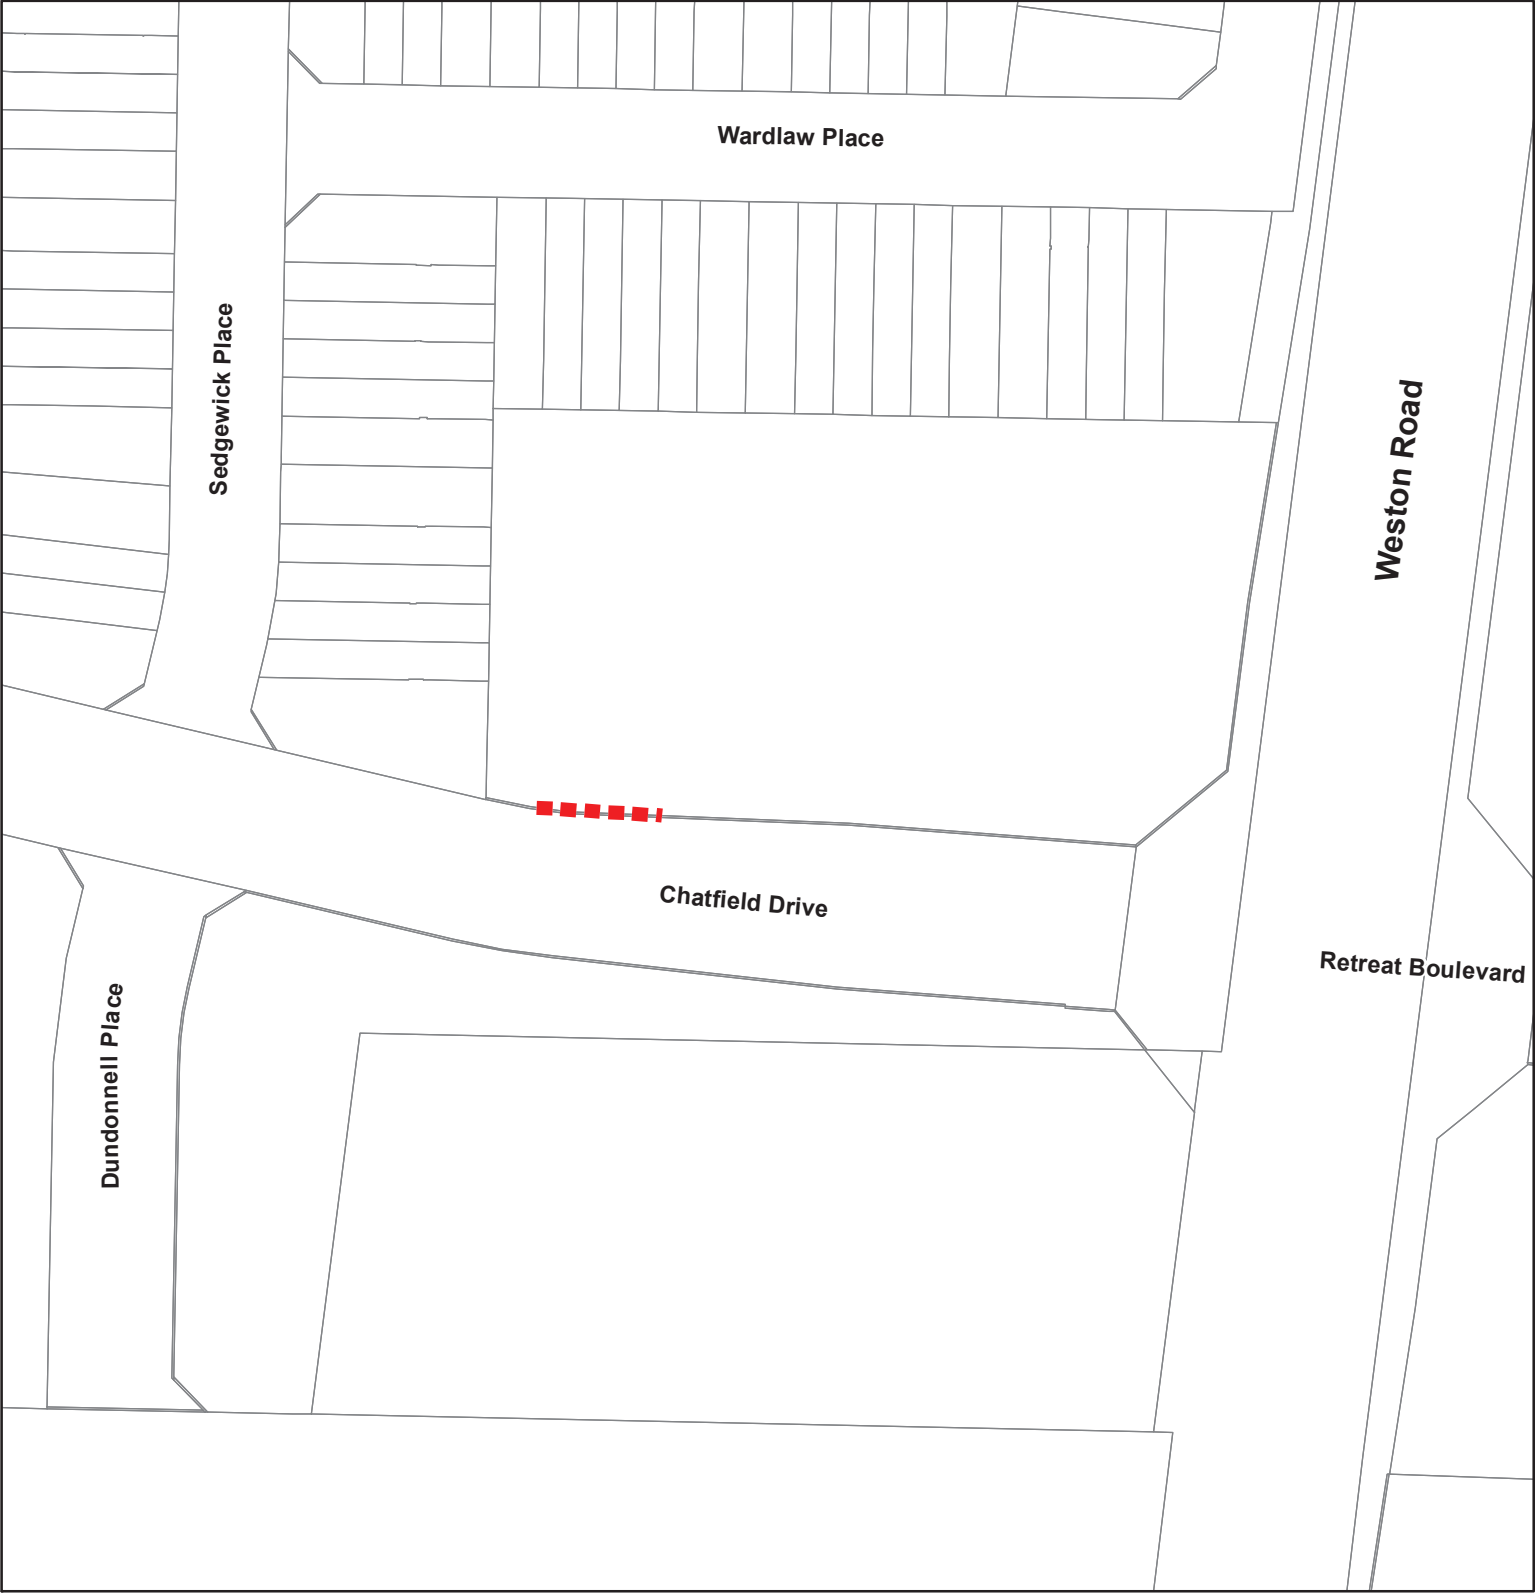 Wardlaw Place
Sedgewick Place
Weston Road
Chatfield Drive
Retreat Boulevard
Dundonnell Place